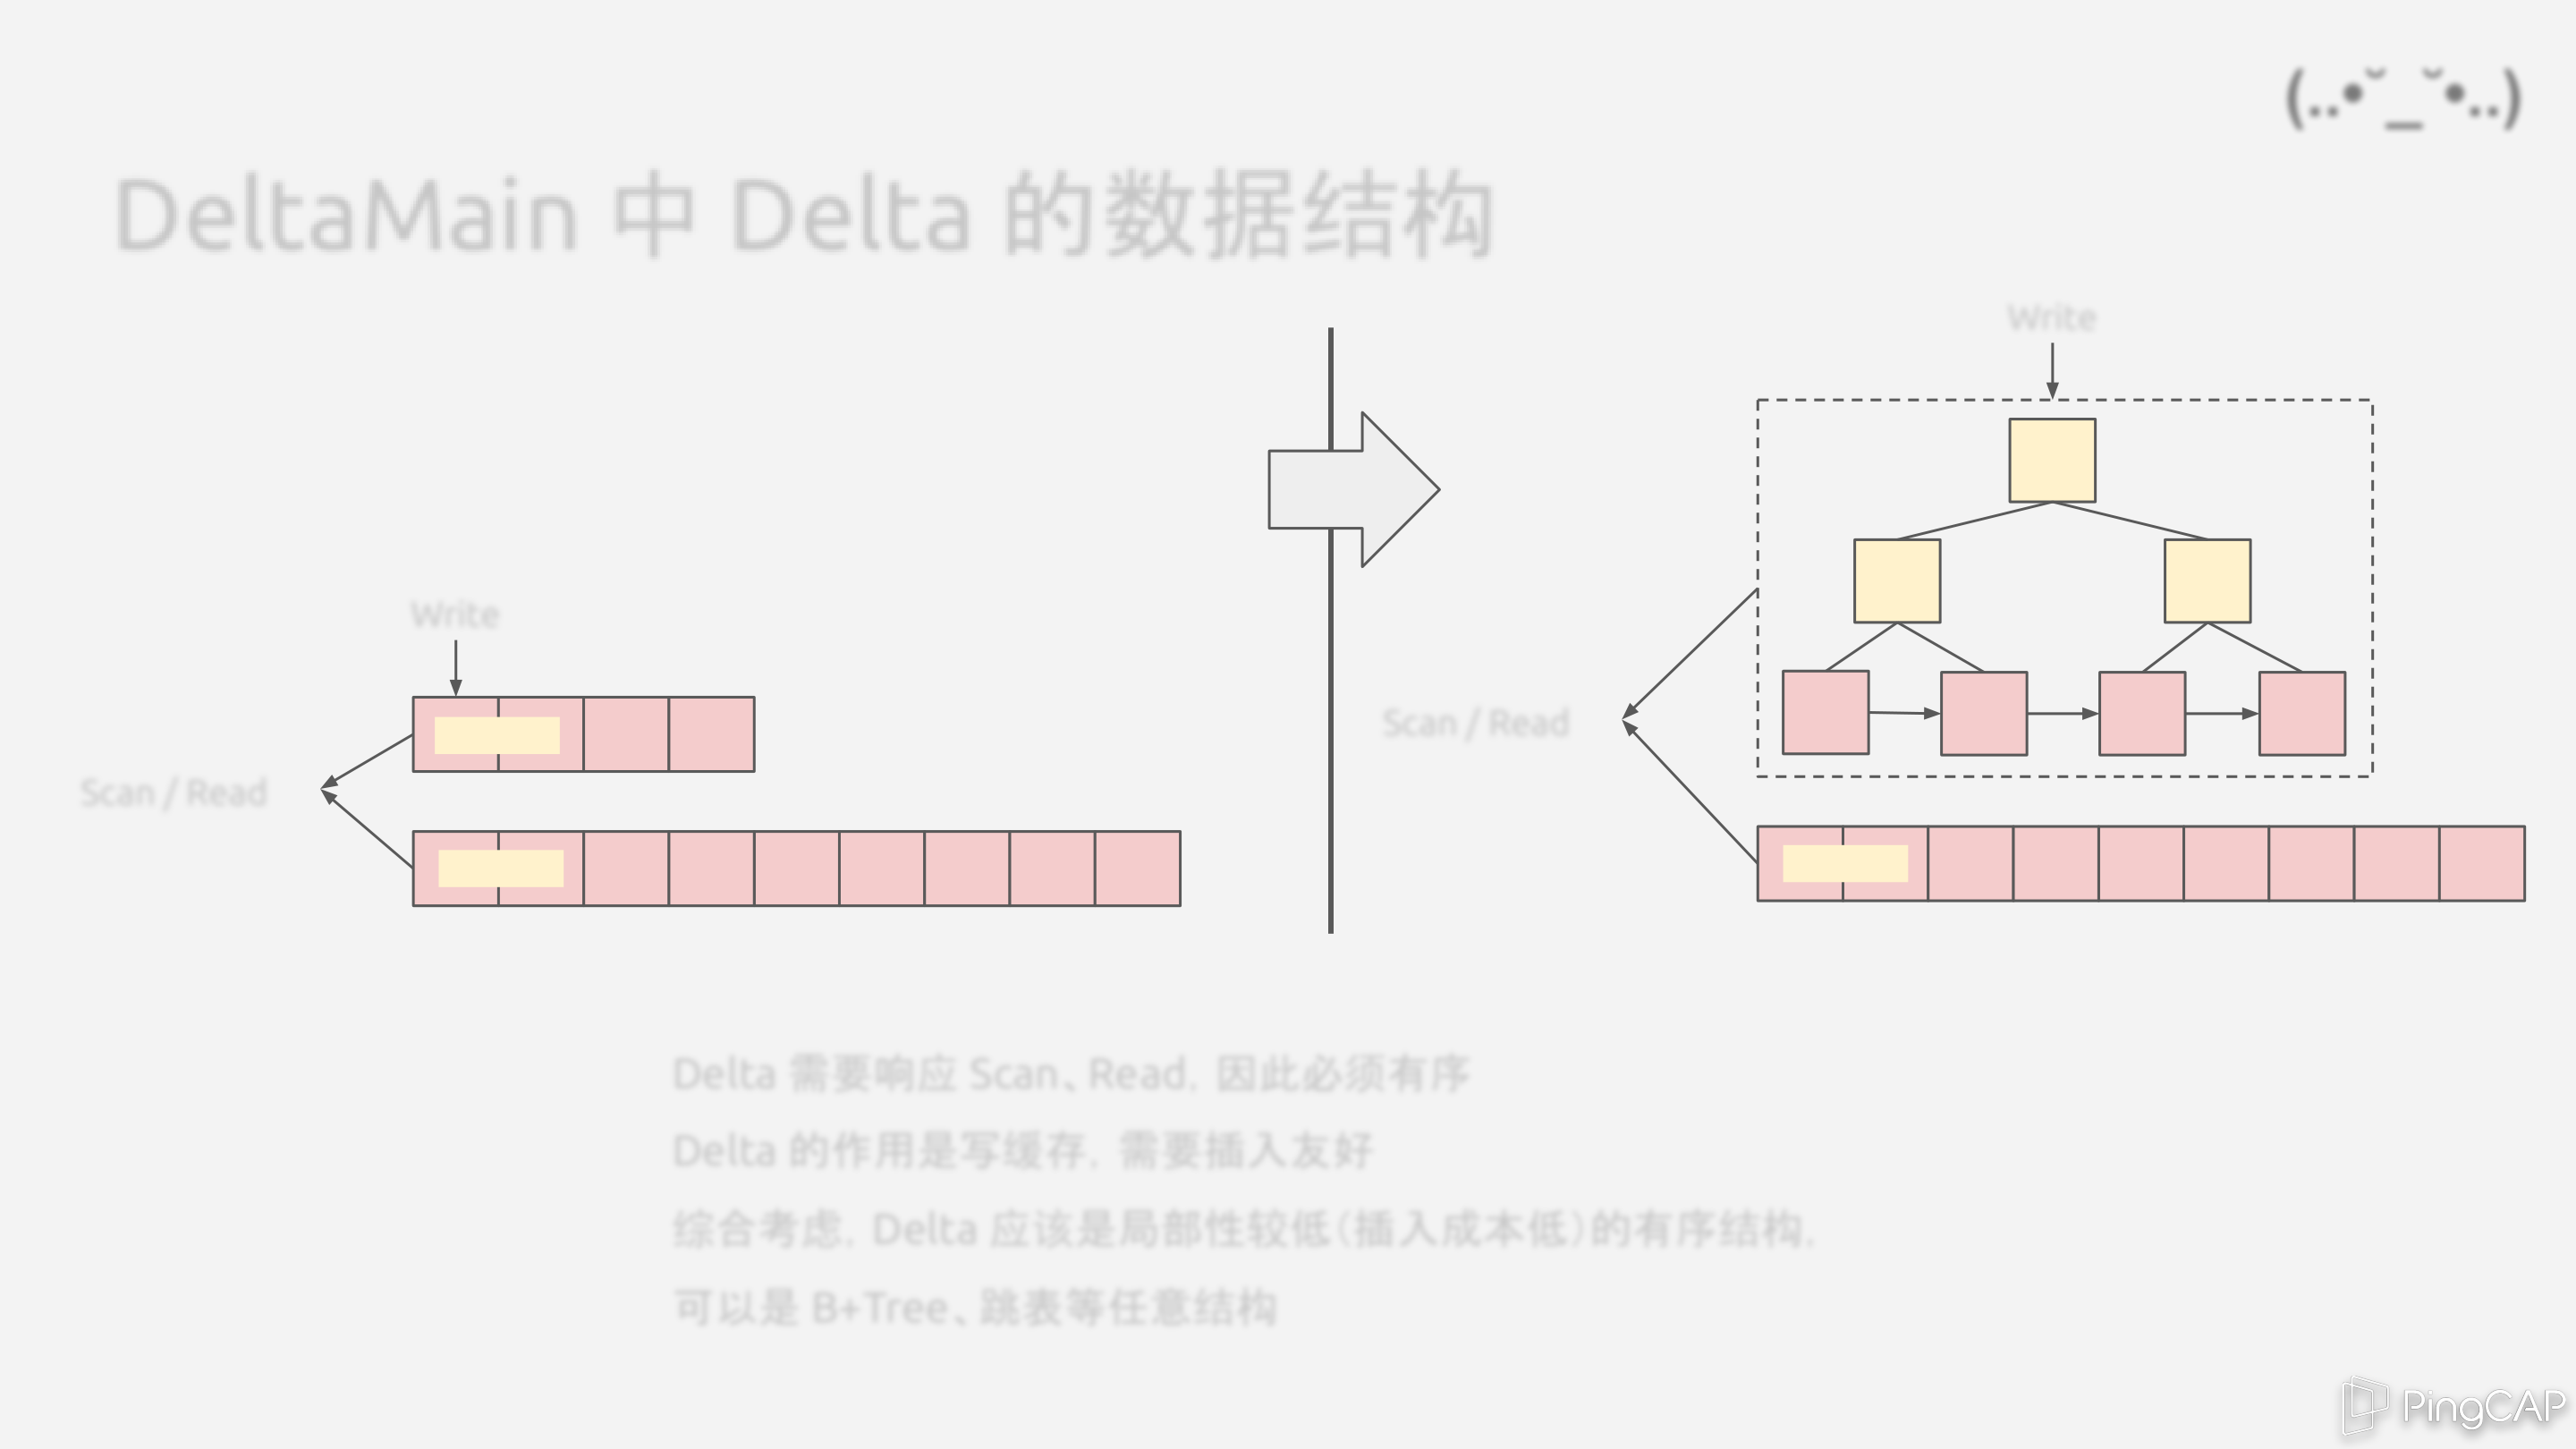 (..•˘_˘•..)
DeltaMain 中 Delta 的数据结构
Write
Write
Scan / Read
Scan / Read
Delta 需要响应 Scan、Read，因此必须有序
Delta 的作用是写缓存，需要插入友好
综合考虑，Delta 应该是局部性较低（插入成本低）的有序结构，
可以是 B+Tree、跳表等任意结构
PingCAP